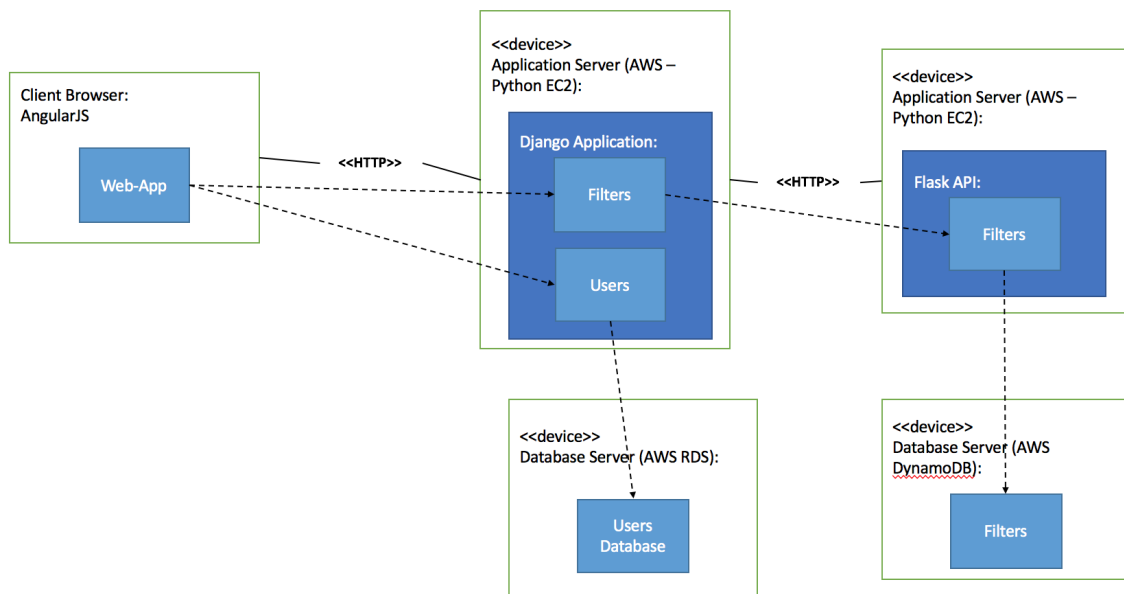 Client Browser:
AngularJS
Web-App
<<HTTP>>
<<device>>
Application Server (AWS –
Python EC2):
Django Application:
Filters
Users
<<HTTP>>
<<device>>
Application Server (AWS –
Python EC2):
Flask API:
Filters
<<device>>
Database Server (AWS RDS):
Users
Database
<<device>>
Database Server (AWS
DynamoDB):
Filters